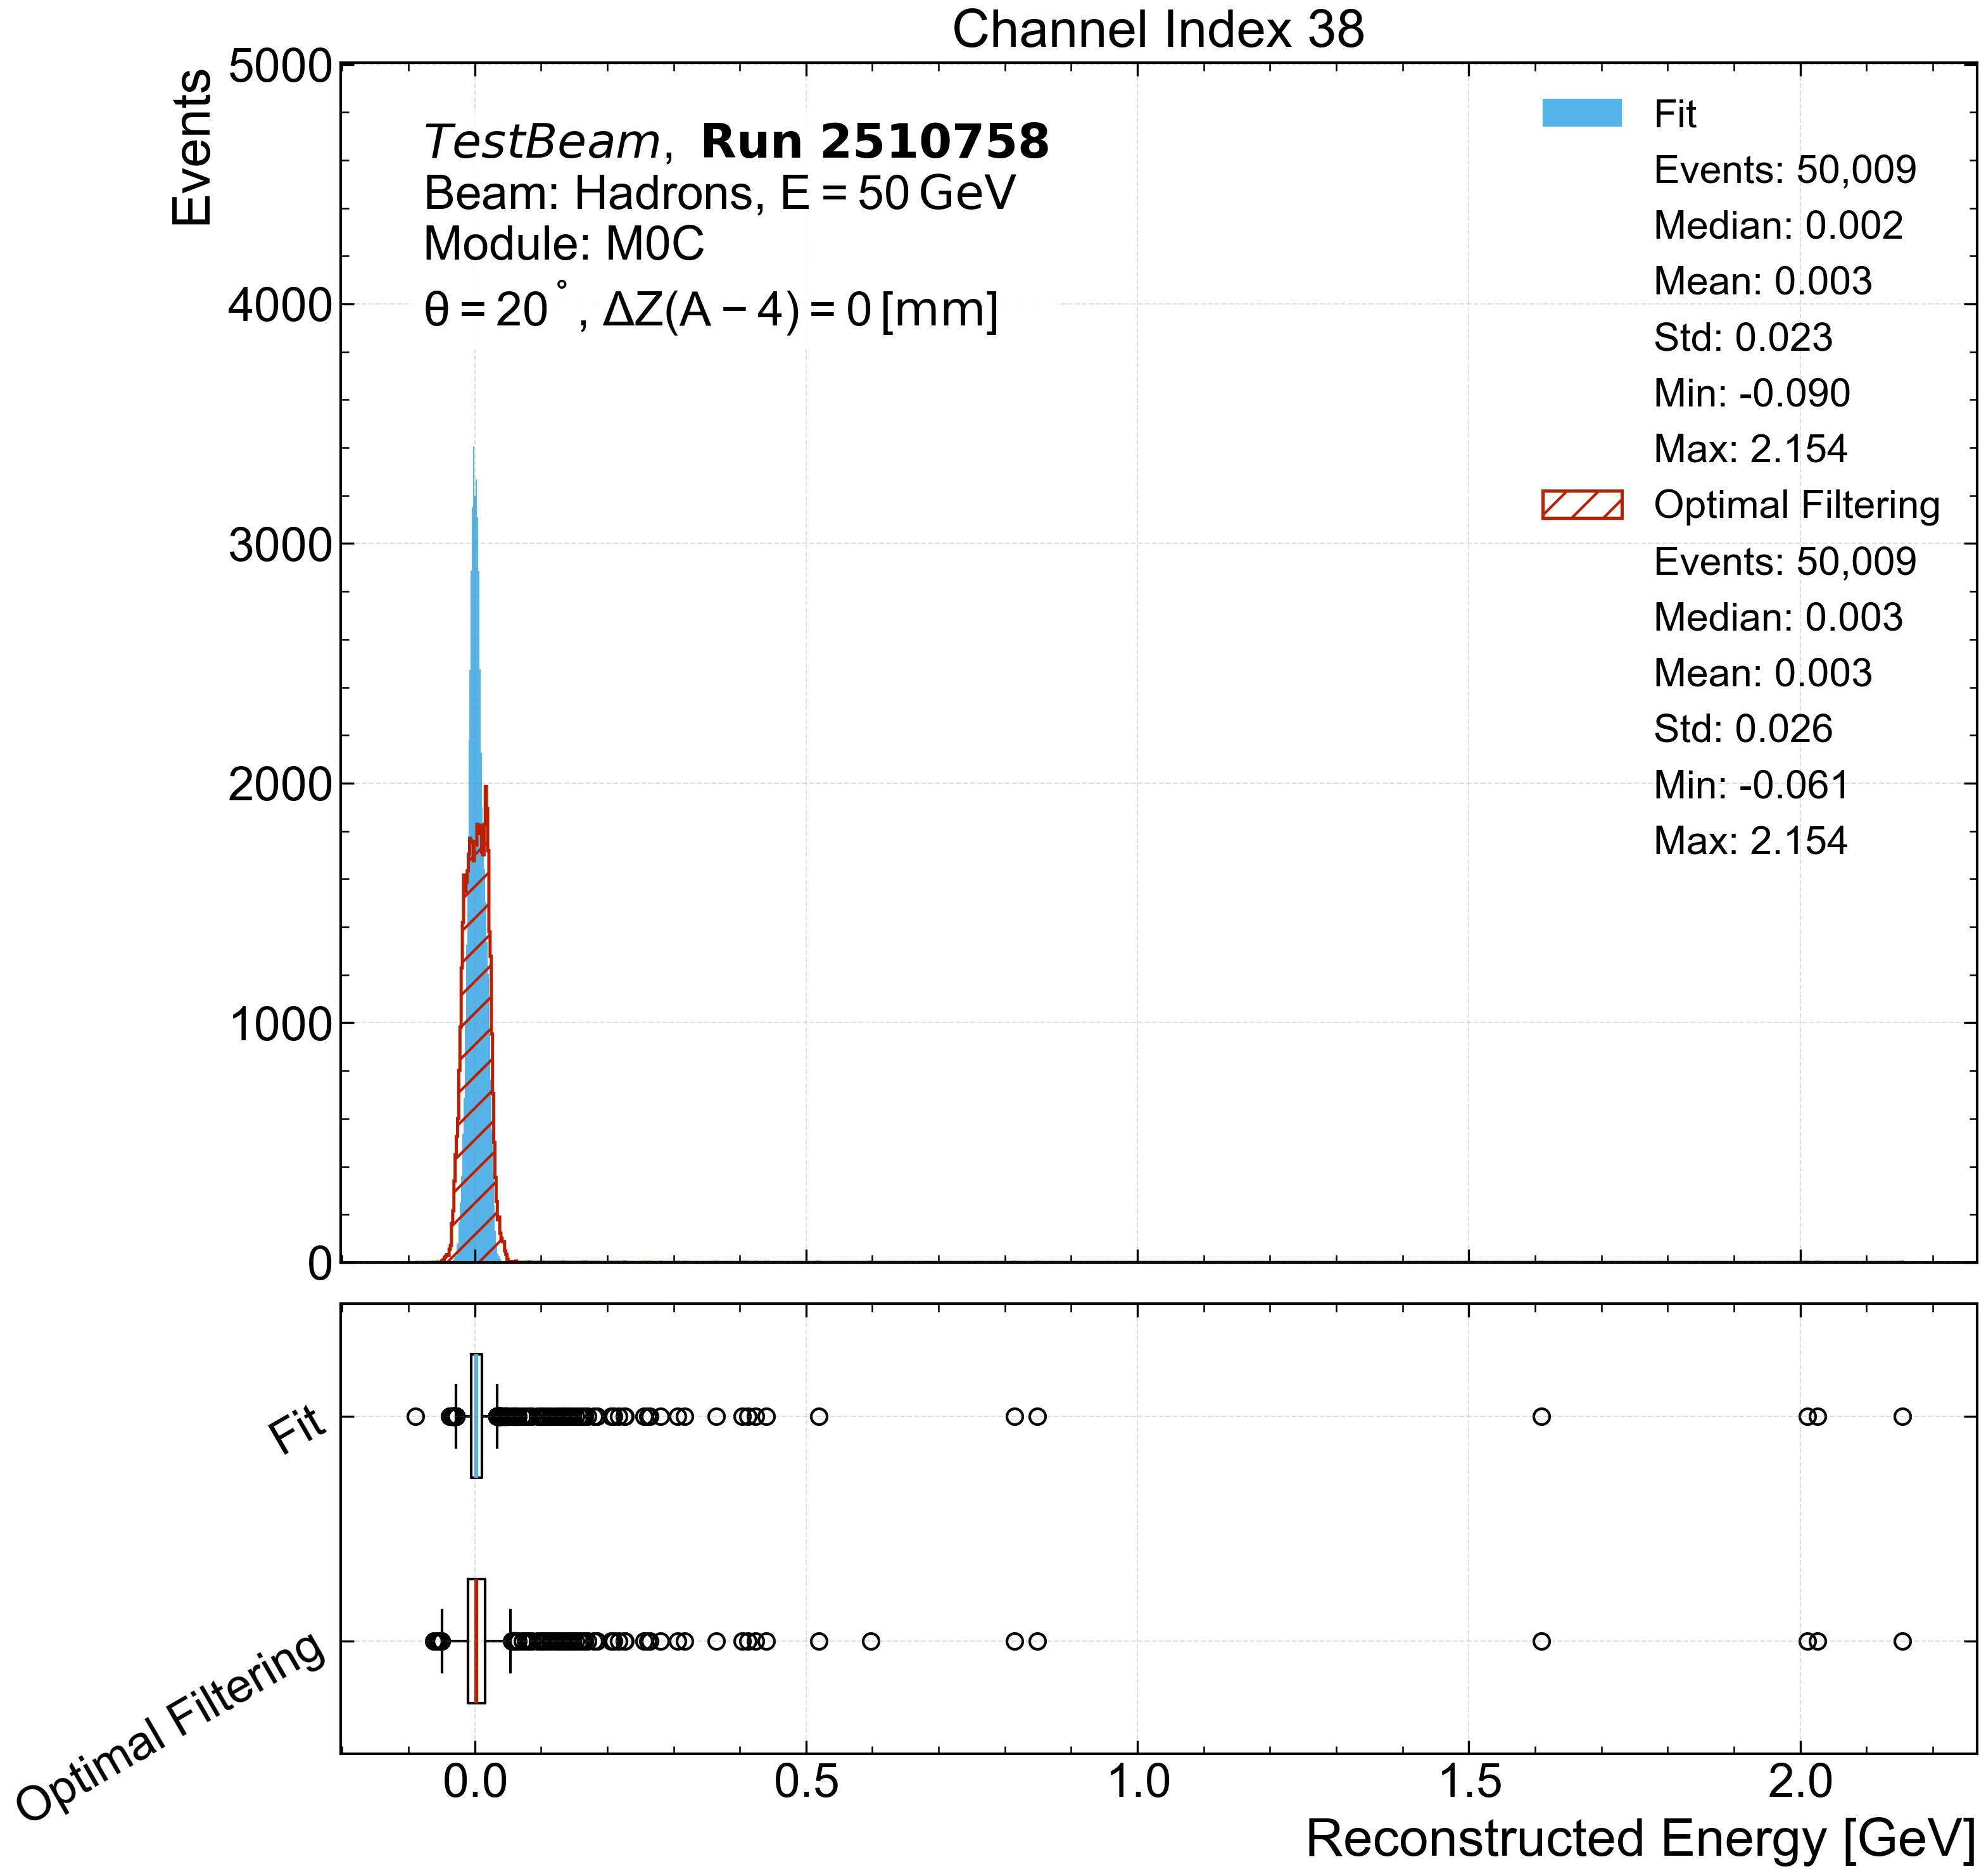 Channel Index 38
Events
5000
4000
3000
2000
1000
0
TestBeam, Run 2510758
Beam: Hadrons, E = 50 GeV
Module: M0C
θ = 20°, ΔZ(A − 4) = 0 [mm]
Fit
Events: 50,009
Median: 0.002
Mean: 0.003
Std: 0.023
Min: -0.090
Max: 2.154
Optimal Filtering
Events: 50,009
Median: 0.003
Mean: 0.003
Std: 0.026
Min: -0.061
Max: 2.154
Fit
Optimal Filtering
0.0 0.5 1.0 1.5 2.0
Reconstructed Energy [GeV]